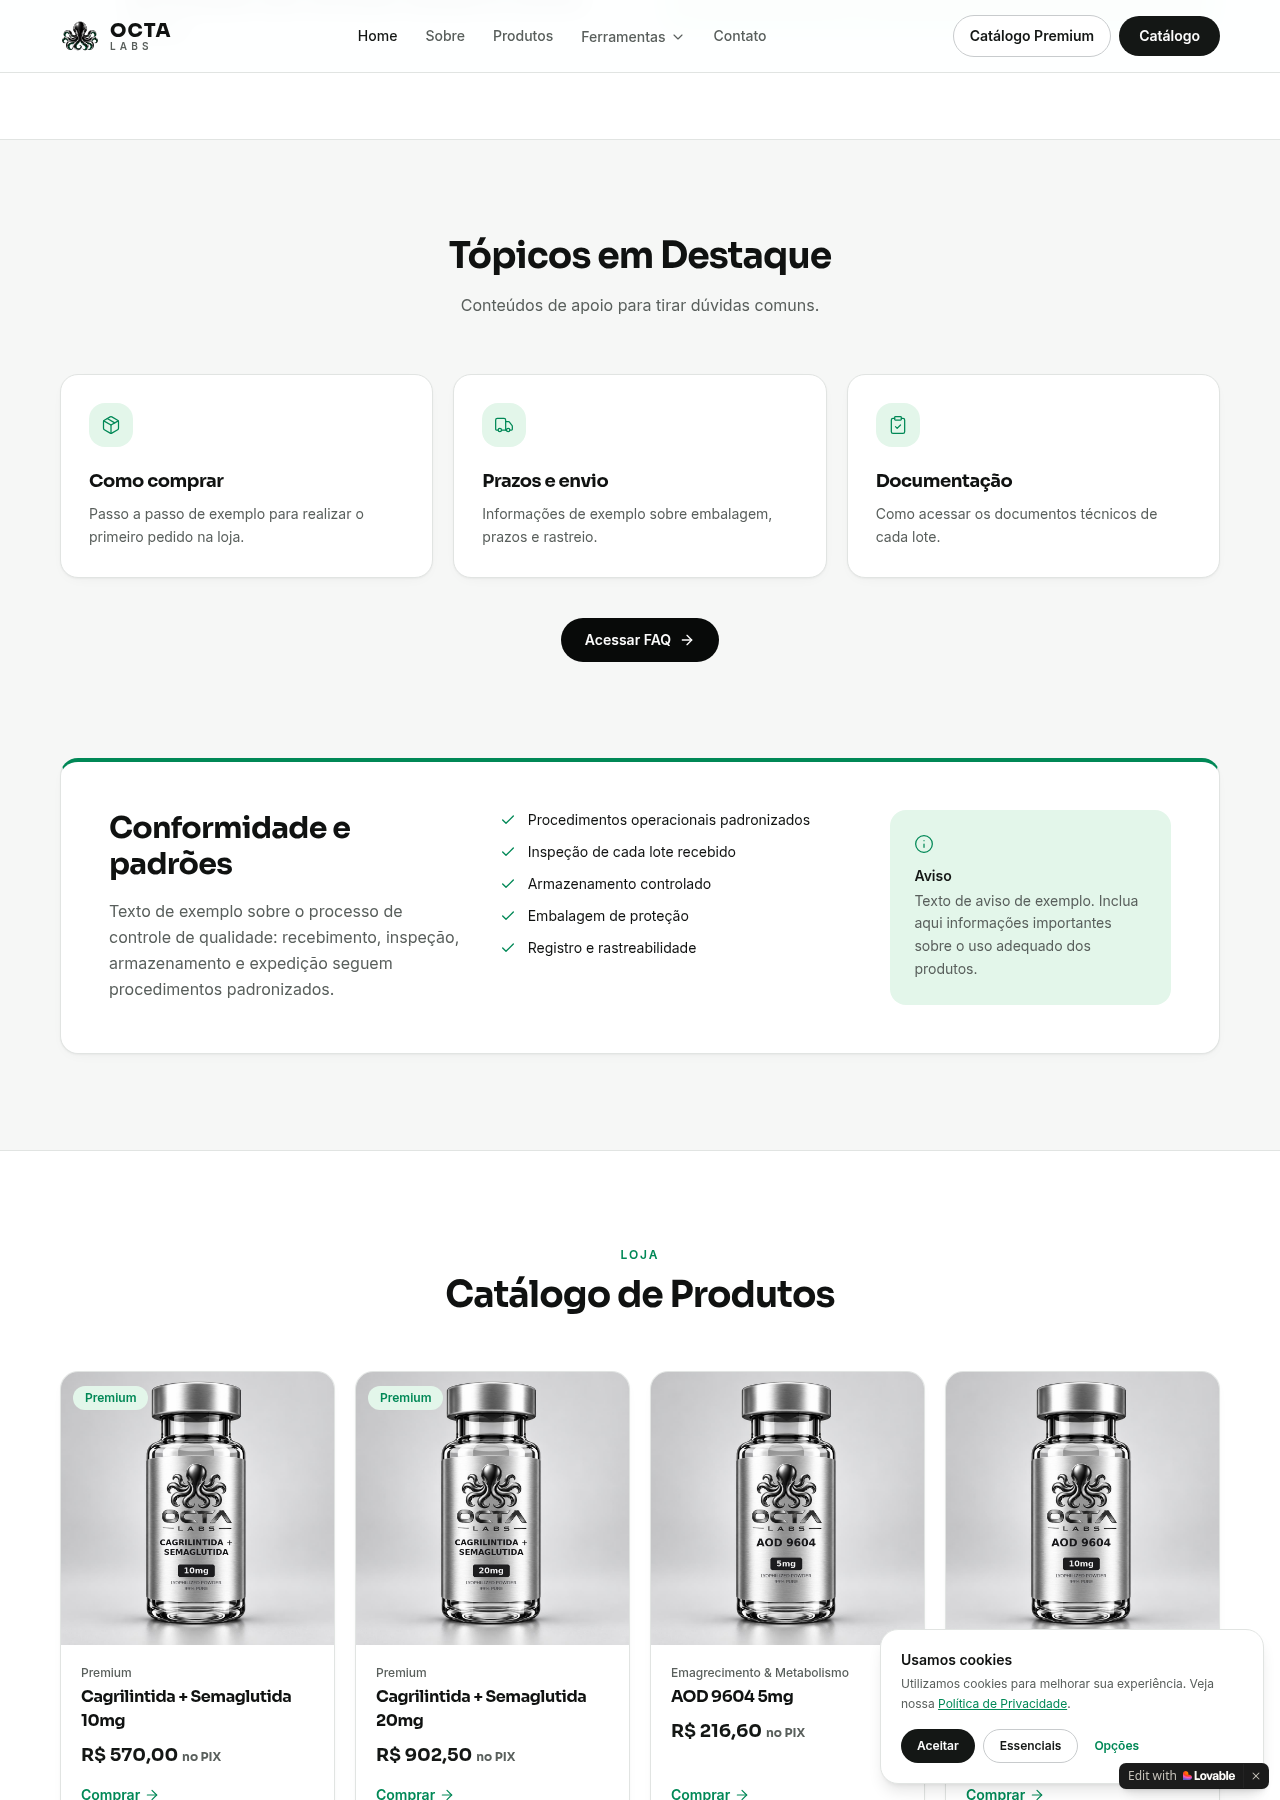 OCTA
LABS
Home
Sobre
Produtos
Ferramentas
Contato
Catálogo Premium
Catálogo
Tópicos em Destaque
Conteúdos de apoio para tirar dúvidas comuns.
Como comprar
Passo a passo de exemplo para realizar o
primeiro pedido na loja.
Prazos e envio
Informações de exemplo sobre embalagem,
prazos e rastreio.
Documentação
Como acessar os documentos técnicos de
cada lote.
Acessar FAQ
Conformidade e
padrões
Texto de exemplo sobre o processo de
controle de qualidade: recebimento, inspeção,
armazenamento e expedição seguem
procedimentos padronizados.
Procedimentos operacionais padronizados
Inspeção de cada lote recebido
Armazenamento controlado
Embalagem de proteção
Registro e rastreabilidade
Aviso
Texto de aviso de exemplo. Inclua
aqui informações importantes
sobre o uso adequado dos
produtos.
LOJA
Catálogo de Produtos
Premium
OCTA
LABS
CAGRILINTIDA +
SEMAGLUTIDA
10mg
Premium
Cagrilintida + Semaglutida
10mg
R$ 570,00 no PIX
Comprar
Premium
OCTA
LABS
CAGRILINTIDA +
SEMAGLUTIDA
20mg
Premium
Cagrilintida + Semaglutida
20mg
R$ 902,50 no PIX
Comprar
OCTA
LABS
AOD 9604
5mg
Emagrecimento & Metabolismo
AOD 9604 5mg
R$ 216,60 no PIX
Comprar
OCTA
LABS
AOD 9604
10mg
Comprar
Usamos cookies
Utilizamos cookies para melhorar sua experiência. Veja
nossa Política de Privacidade.
Aceitar
Essenciais
Opções
Edit with Lovable